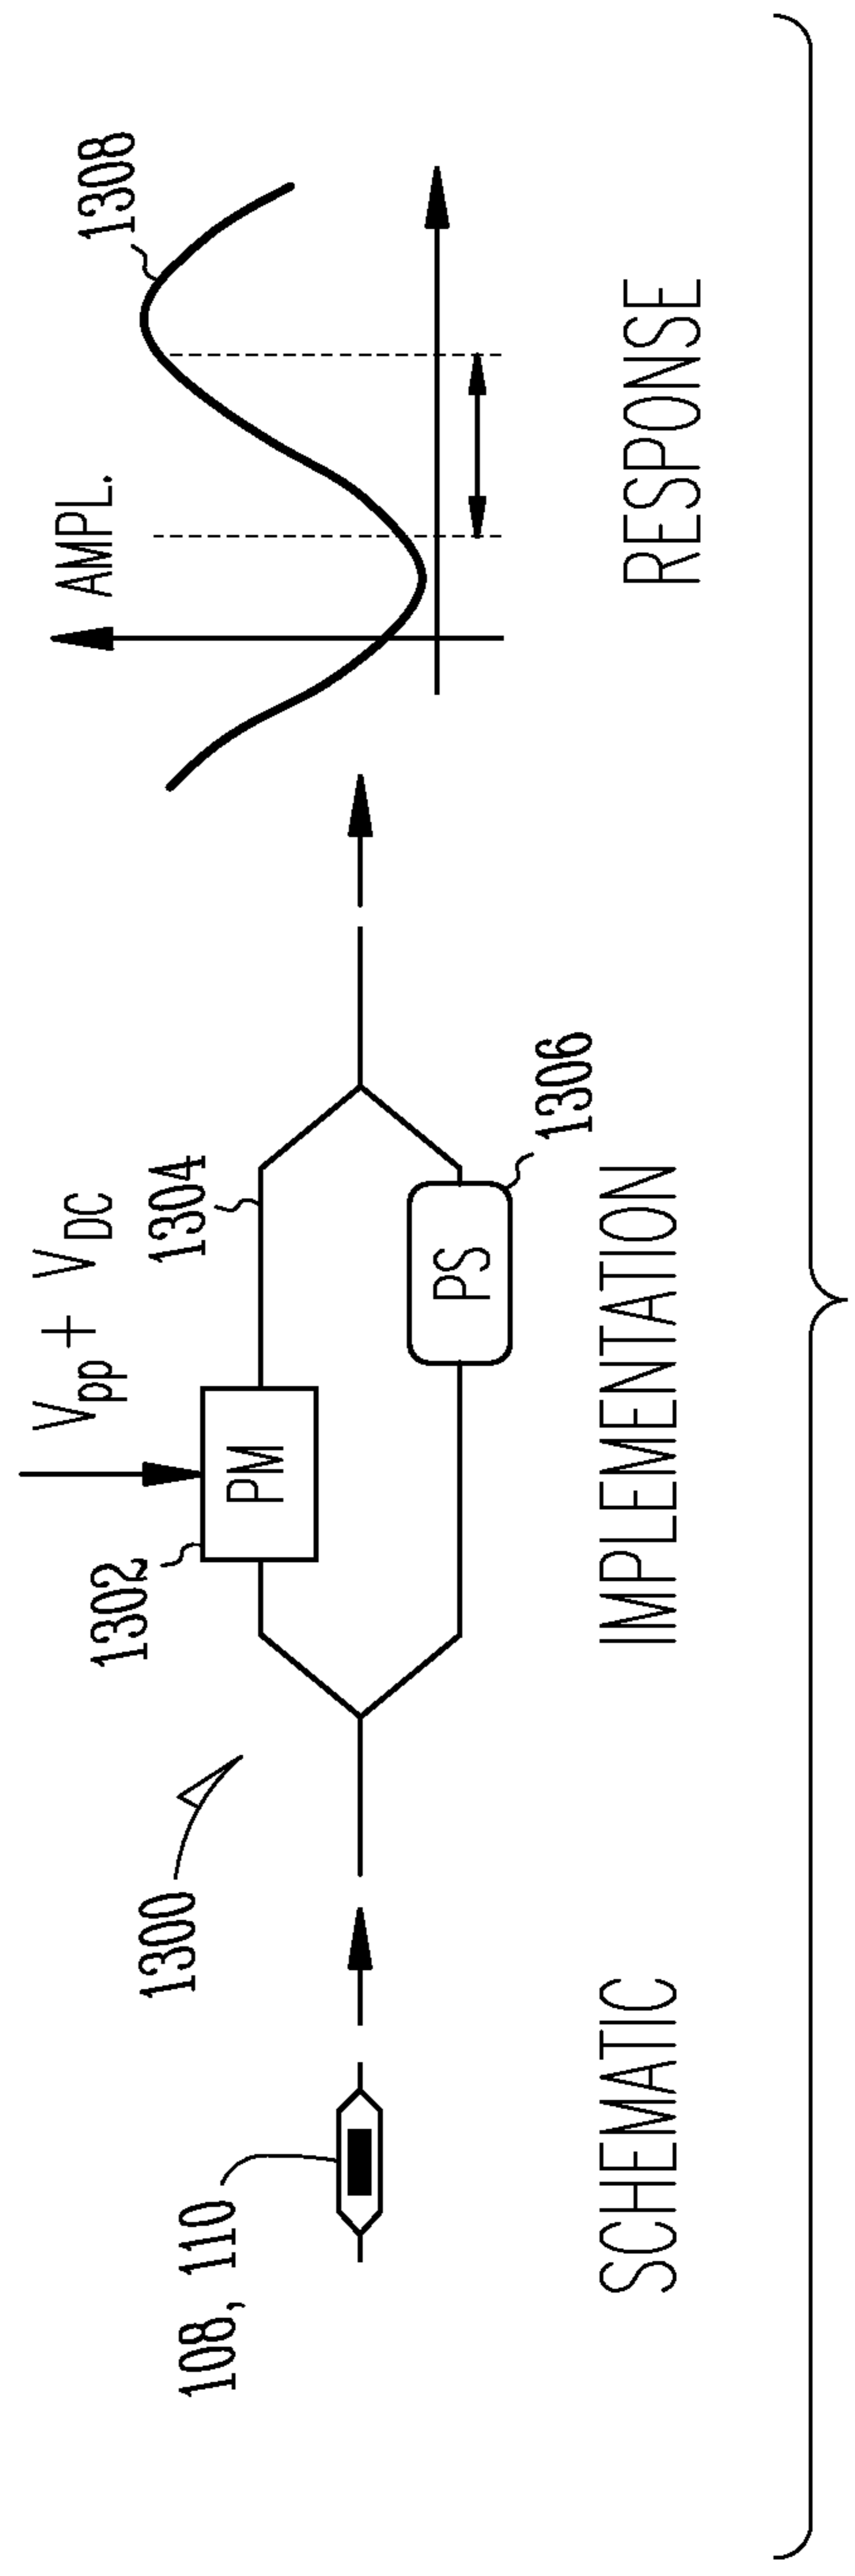 108, 110
SCHEMATIC
1300
1302
PM
Vpp + VDC
1304
PS
1306
IMPLEMENTATION
AMPL.
1308
RESPONSE